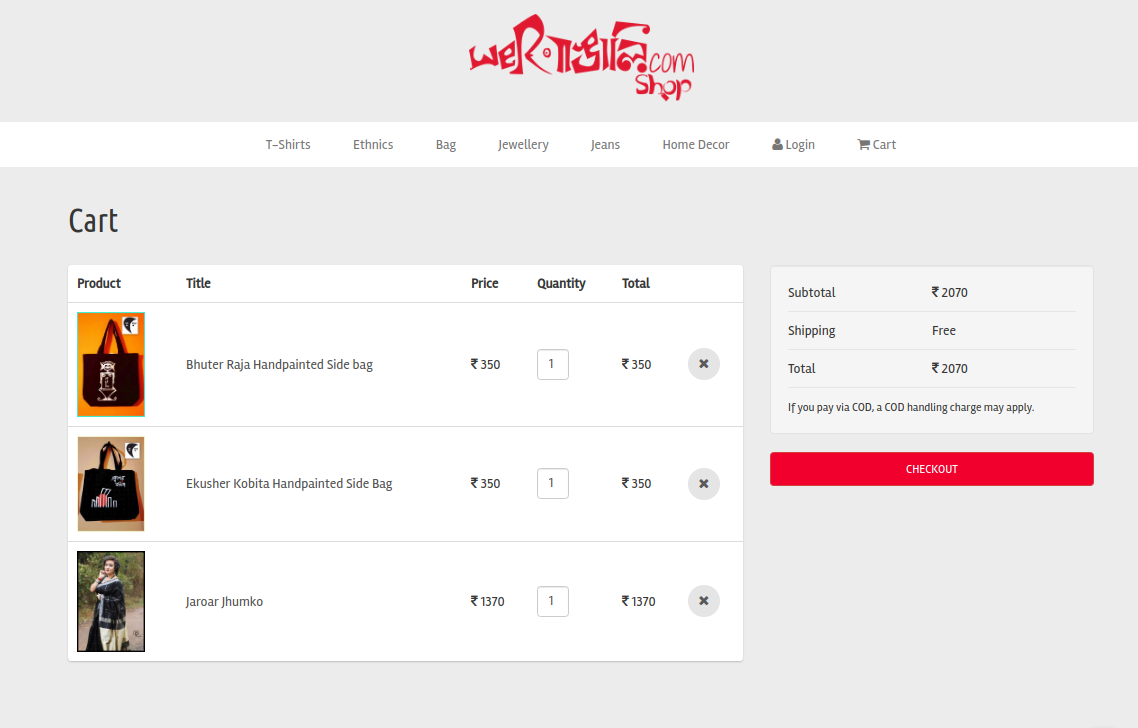 weআরবাঙালি.com
Shop
T-Shirts Ethnics Bag Jewellery Jeans Home Decor Login Cart
Cart
Product Title Price Quantity Total
Bhuter Raja Handpainted Side bag ₹ 350 1 ₹ 350
Ekusher Kobita Handpainted Side Bag ₹ 350 1 ₹ 350
Jaroar Jhumko ₹ 1370 1 ₹ 1370
Subtotal ₹ 2070
Shipping Free
Total ₹ 2070
If you pay via COD, a COD handling charge may apply.
CHECKOUT